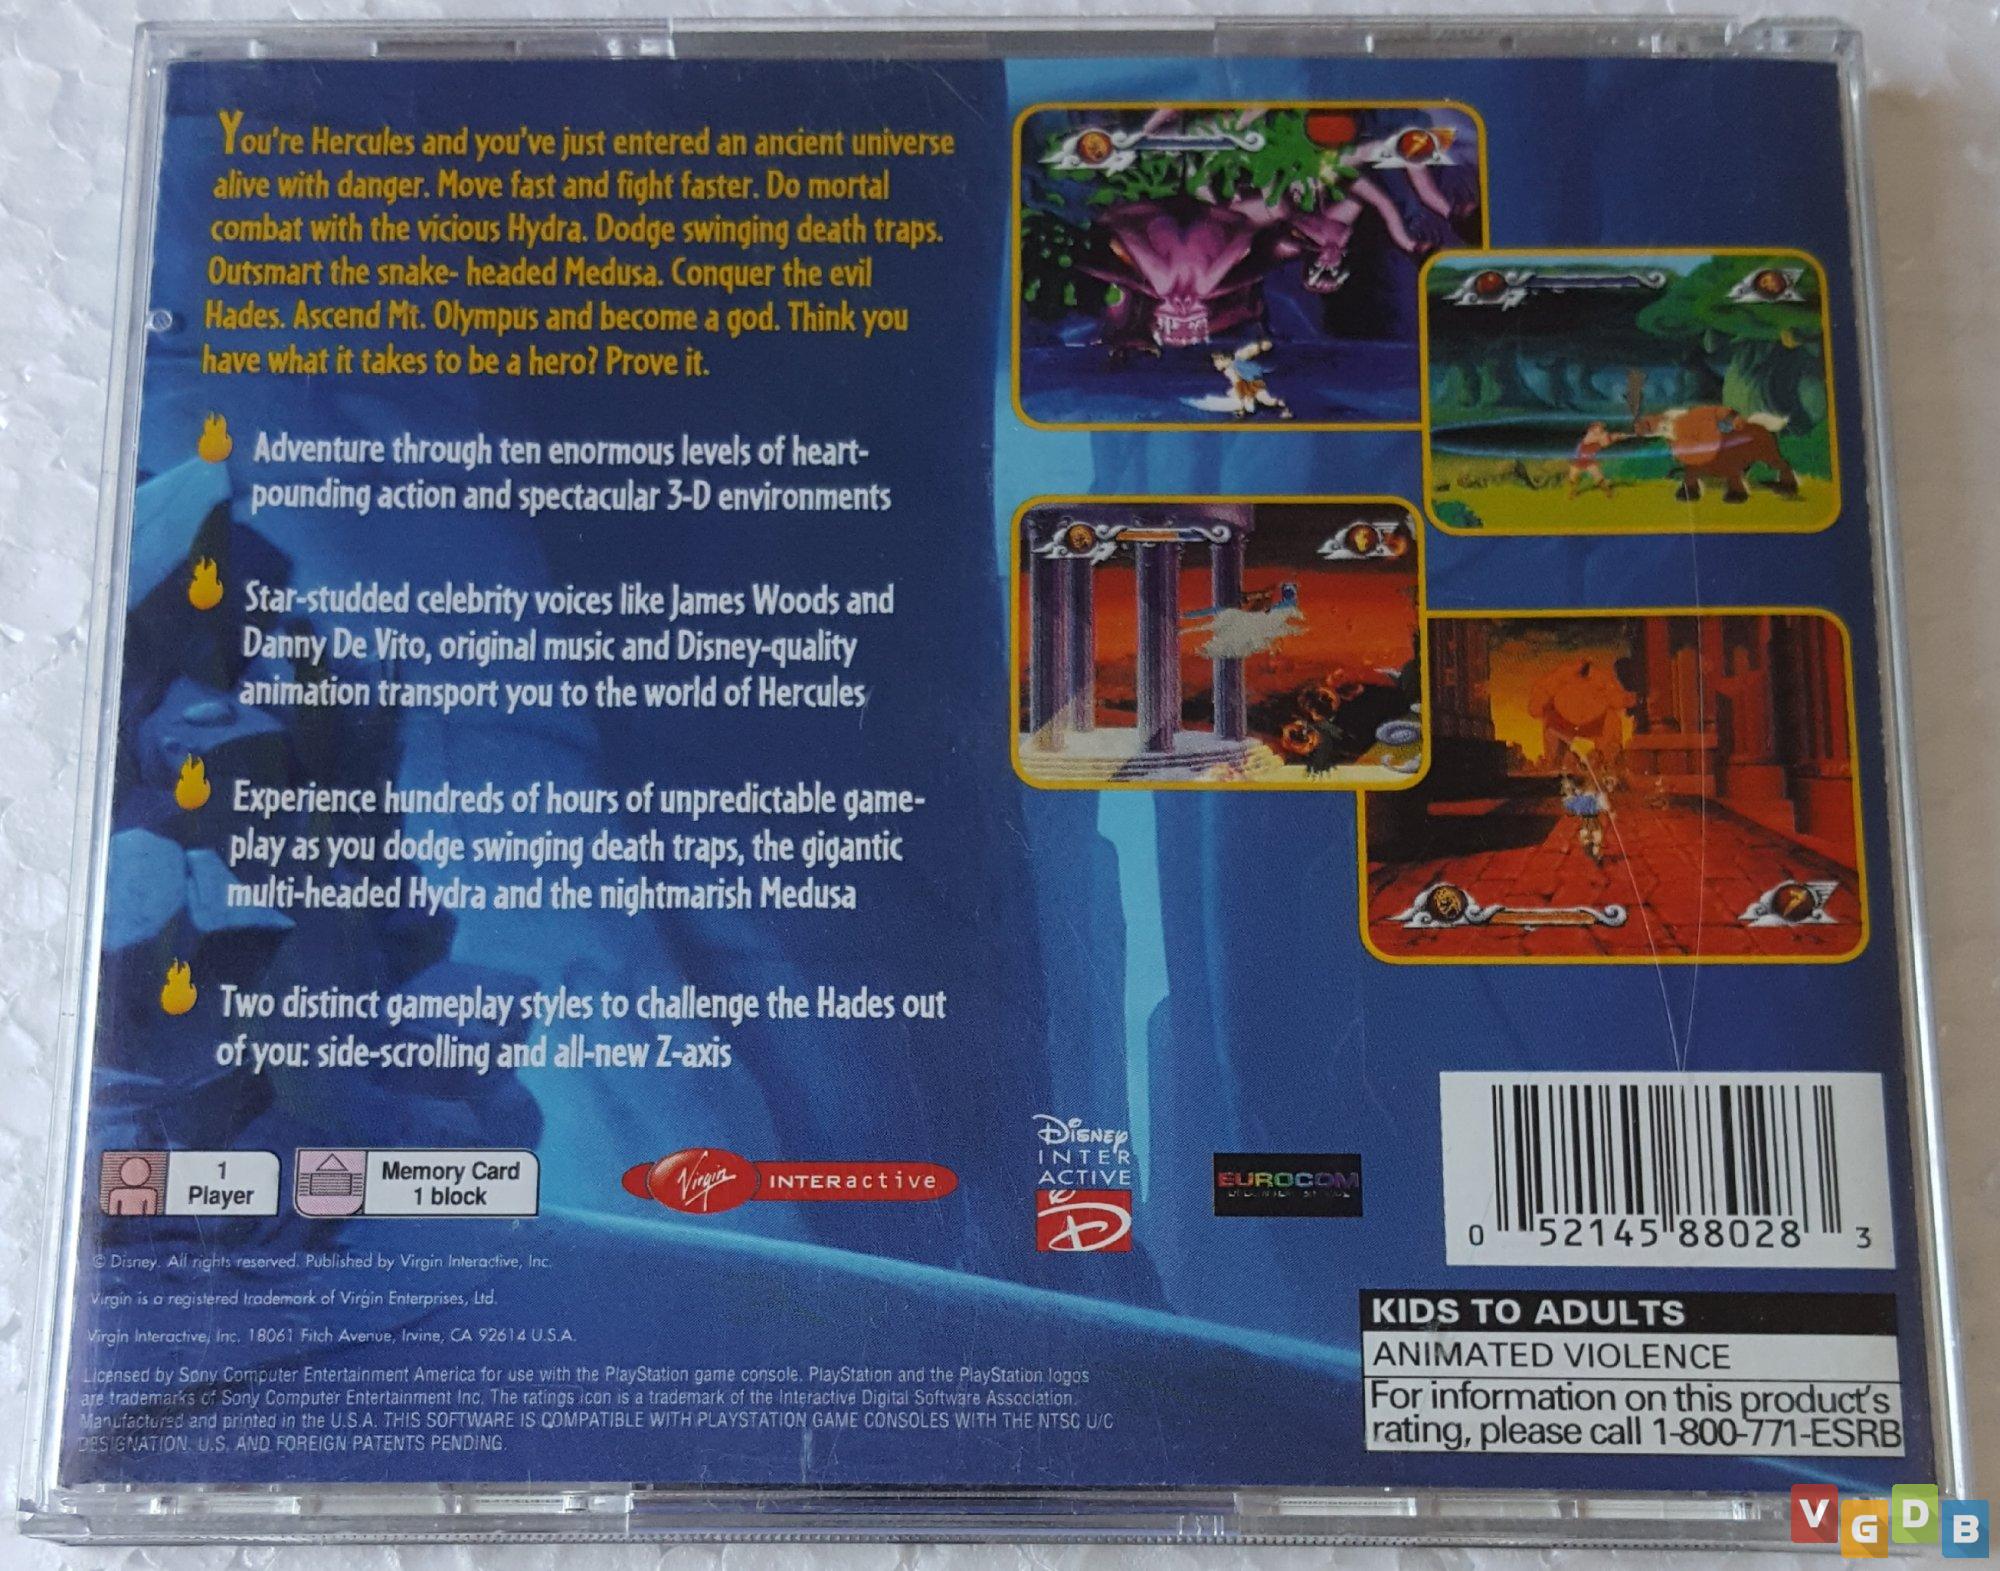 You're Hercules and you've just entered an ancient universe
alive with danger. Move fast and fight faster. Do mortal
combat with the vicious Hydra. Dodge swinging death traps.
Outsmart the snake- headed Medusa. Conquer the evil
Hades. Ascend Mt. Olympus and become a god. Think you
have what it takes to be a hero? Prove it.
Adventure through ten enormous levels of heart-
pounding action and spectacular 3-D environments
Star-studded celebrity voices like James Woods and
Danny De Vito, original music and Disney-quality
animation transport you to the world of Hercules
Experience hundreds of hours of unpredictable game-
play as you dodge swinging death traps, the gigantic
multi-headed Hydra and the nightmarish Medusa
Two distinct gameplay styles to challenge the Hades out
of you: side-scrolling and all-new Z-axis
1
Player
Memory Card
1 block
Virgin INTERactive
Disney
INTER
ACTIVE
D
EUROCOM
0 52145 88028 3
© Disney. All rights reserved. Published by Virgin Interactive, Inc.
Virgin is a registered trademark of Virgin Enterprises, Ltd.
Virgin Interactive, Inc. 18061 Fitch Avenue, Irvine, CA 92614 U.S.A.
Licensed by Sony Computer Entertainment America for use with the PlayStation game console. PlayStation and the PlayStation logos
are trademarks of Sony Computer Entertainment Inc. The ratings icon is a trademark of the Interactive Digital Software Association.
Manufactured and printed in the U.S.A. THIS SOFTWARE IS COMPATIBLE WITH PLAYSTATION GAME CONSOLES WITH THE NTSC U/C
DESIGNATION. U.S. AND FOREIGN PATENTS PENDING.
KIDS TO ADULTS
ANIMATED VIOLENCE
For information on this product's
rating, please call 1-800-771-ESRB
VGDB